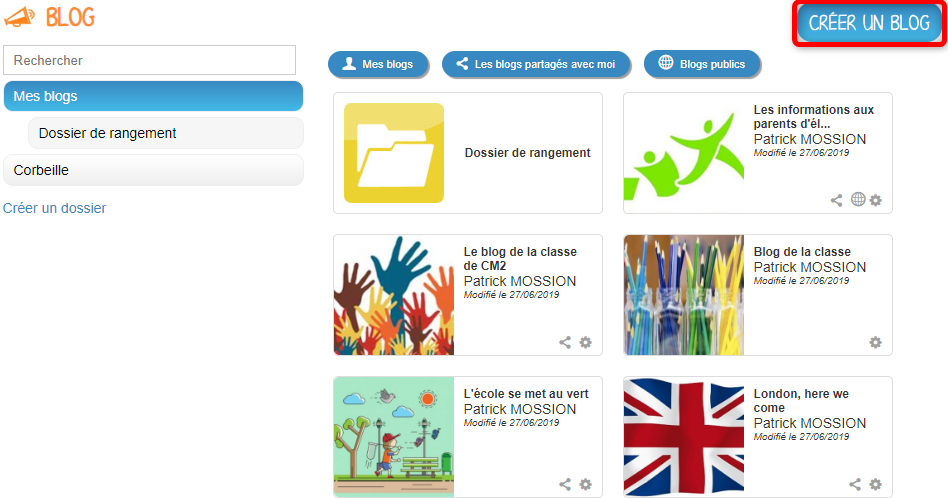 BLOG
CRÉER UN BLOG
Rechercher
Mes blogs
Dossier de rangement
Corbeille
Créer un dossier
Mes blogs
Les blogs partagés avec moi
Blogs publics
Dossier de rangement
Les informations aux
parents d'él...
Patrick MOSSION
Modifié le 27/06/2019
Le blog de la classe
de CM2
Patrick MOSSION
Modifié le 27/06/2019
Blog de la classe
Patrick MOSSION
Modifié le 27/06/2019
L'école se met au vert
Patrick MOSSION
Modifié le 27/06/2019
London, here we
come
Patrick MOSSION
Modifié le 27/06/2019